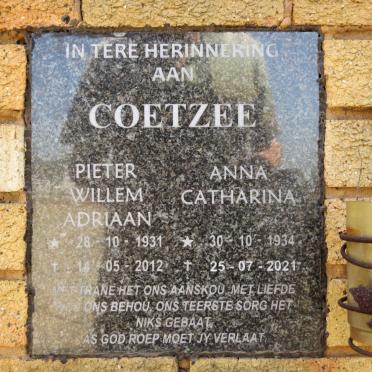 IN TERE HERINNERING
AAN
COETZEE
PIETER
WILLEM
ADRIAAN
★ 28 - 10 - 1931
✝ 14 - 05 - 2012
ANNA
CATHARINA
★ 30 - 10 - 1934
✝ 25 - 07 - 2021
MET TRANE HET ONS AANSKOU, MET LIEFDE
ONS BEHOU, ONS TEERSTE SORG HET
NIKS GEBAAT,
AS GOD ROEP MOET JY VERLAAT.